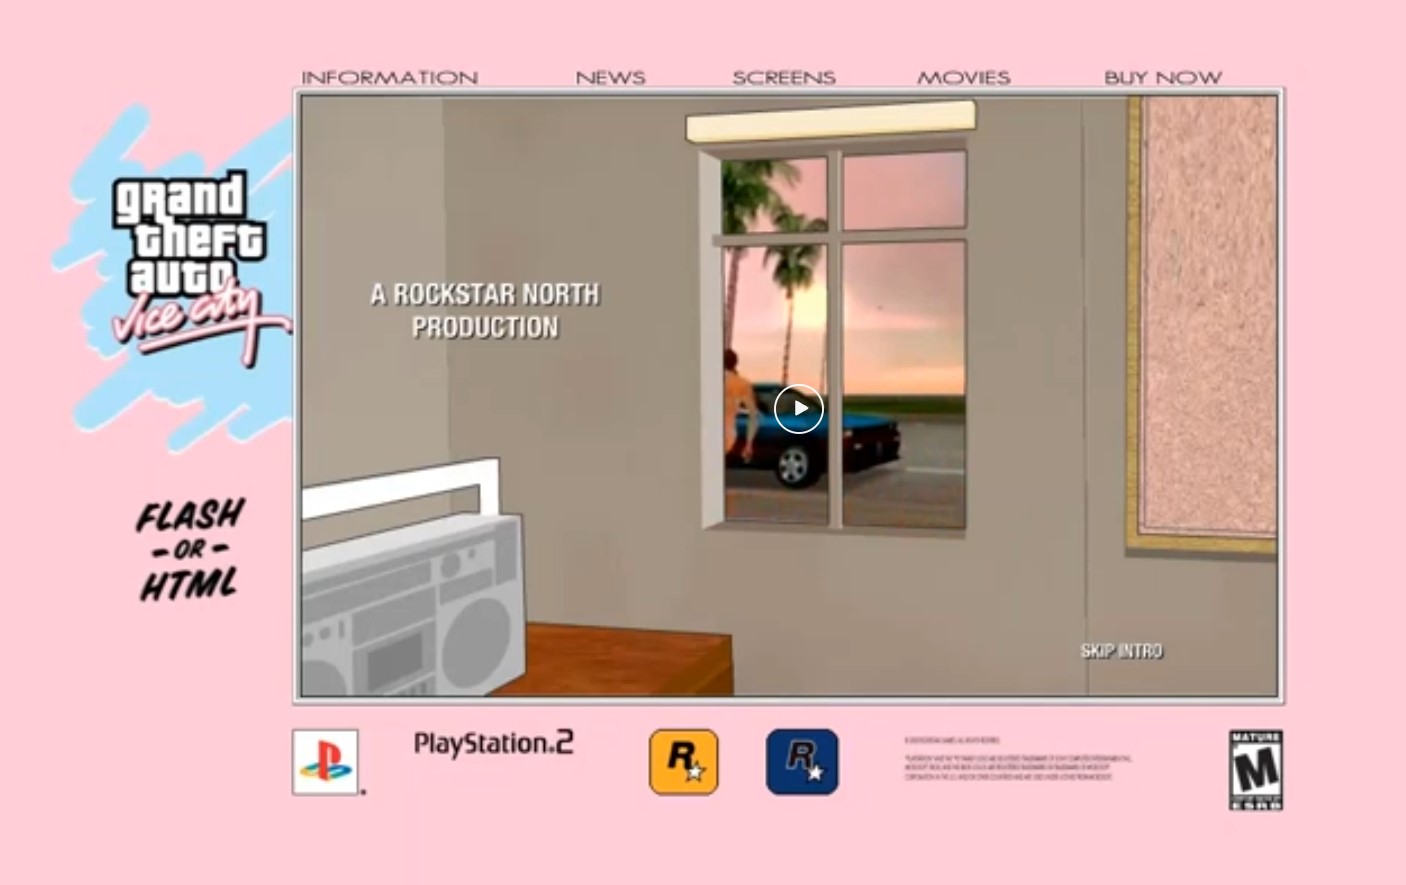 INFORMATION NEWS SCREENS MOVIES BUY NOW
grand
theft
auto
vice city
A ROCKSTAR NORTH
PRODUCTION
FLASH
- OR -
HTML
SKIP INTRO
PlayStation.2
R
R
MATURE
M
ESRB